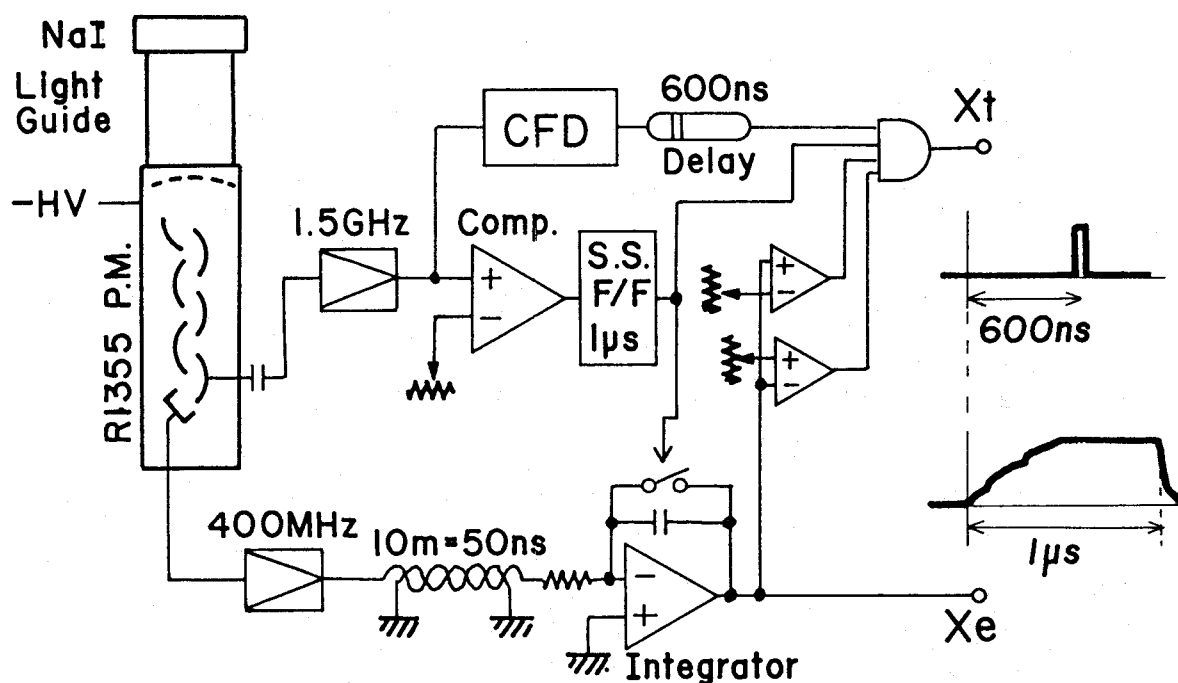 NaI
Light
Guide
-HV
R1355 P.M.
1.5GHz
CFD
600ns
Delay
Xt
Comp.
+
-
S.S.
F/F
1μs
+
-
+
-
600ns
400MHz
10m=50ns
-
+
Integrator
Xe
1μs